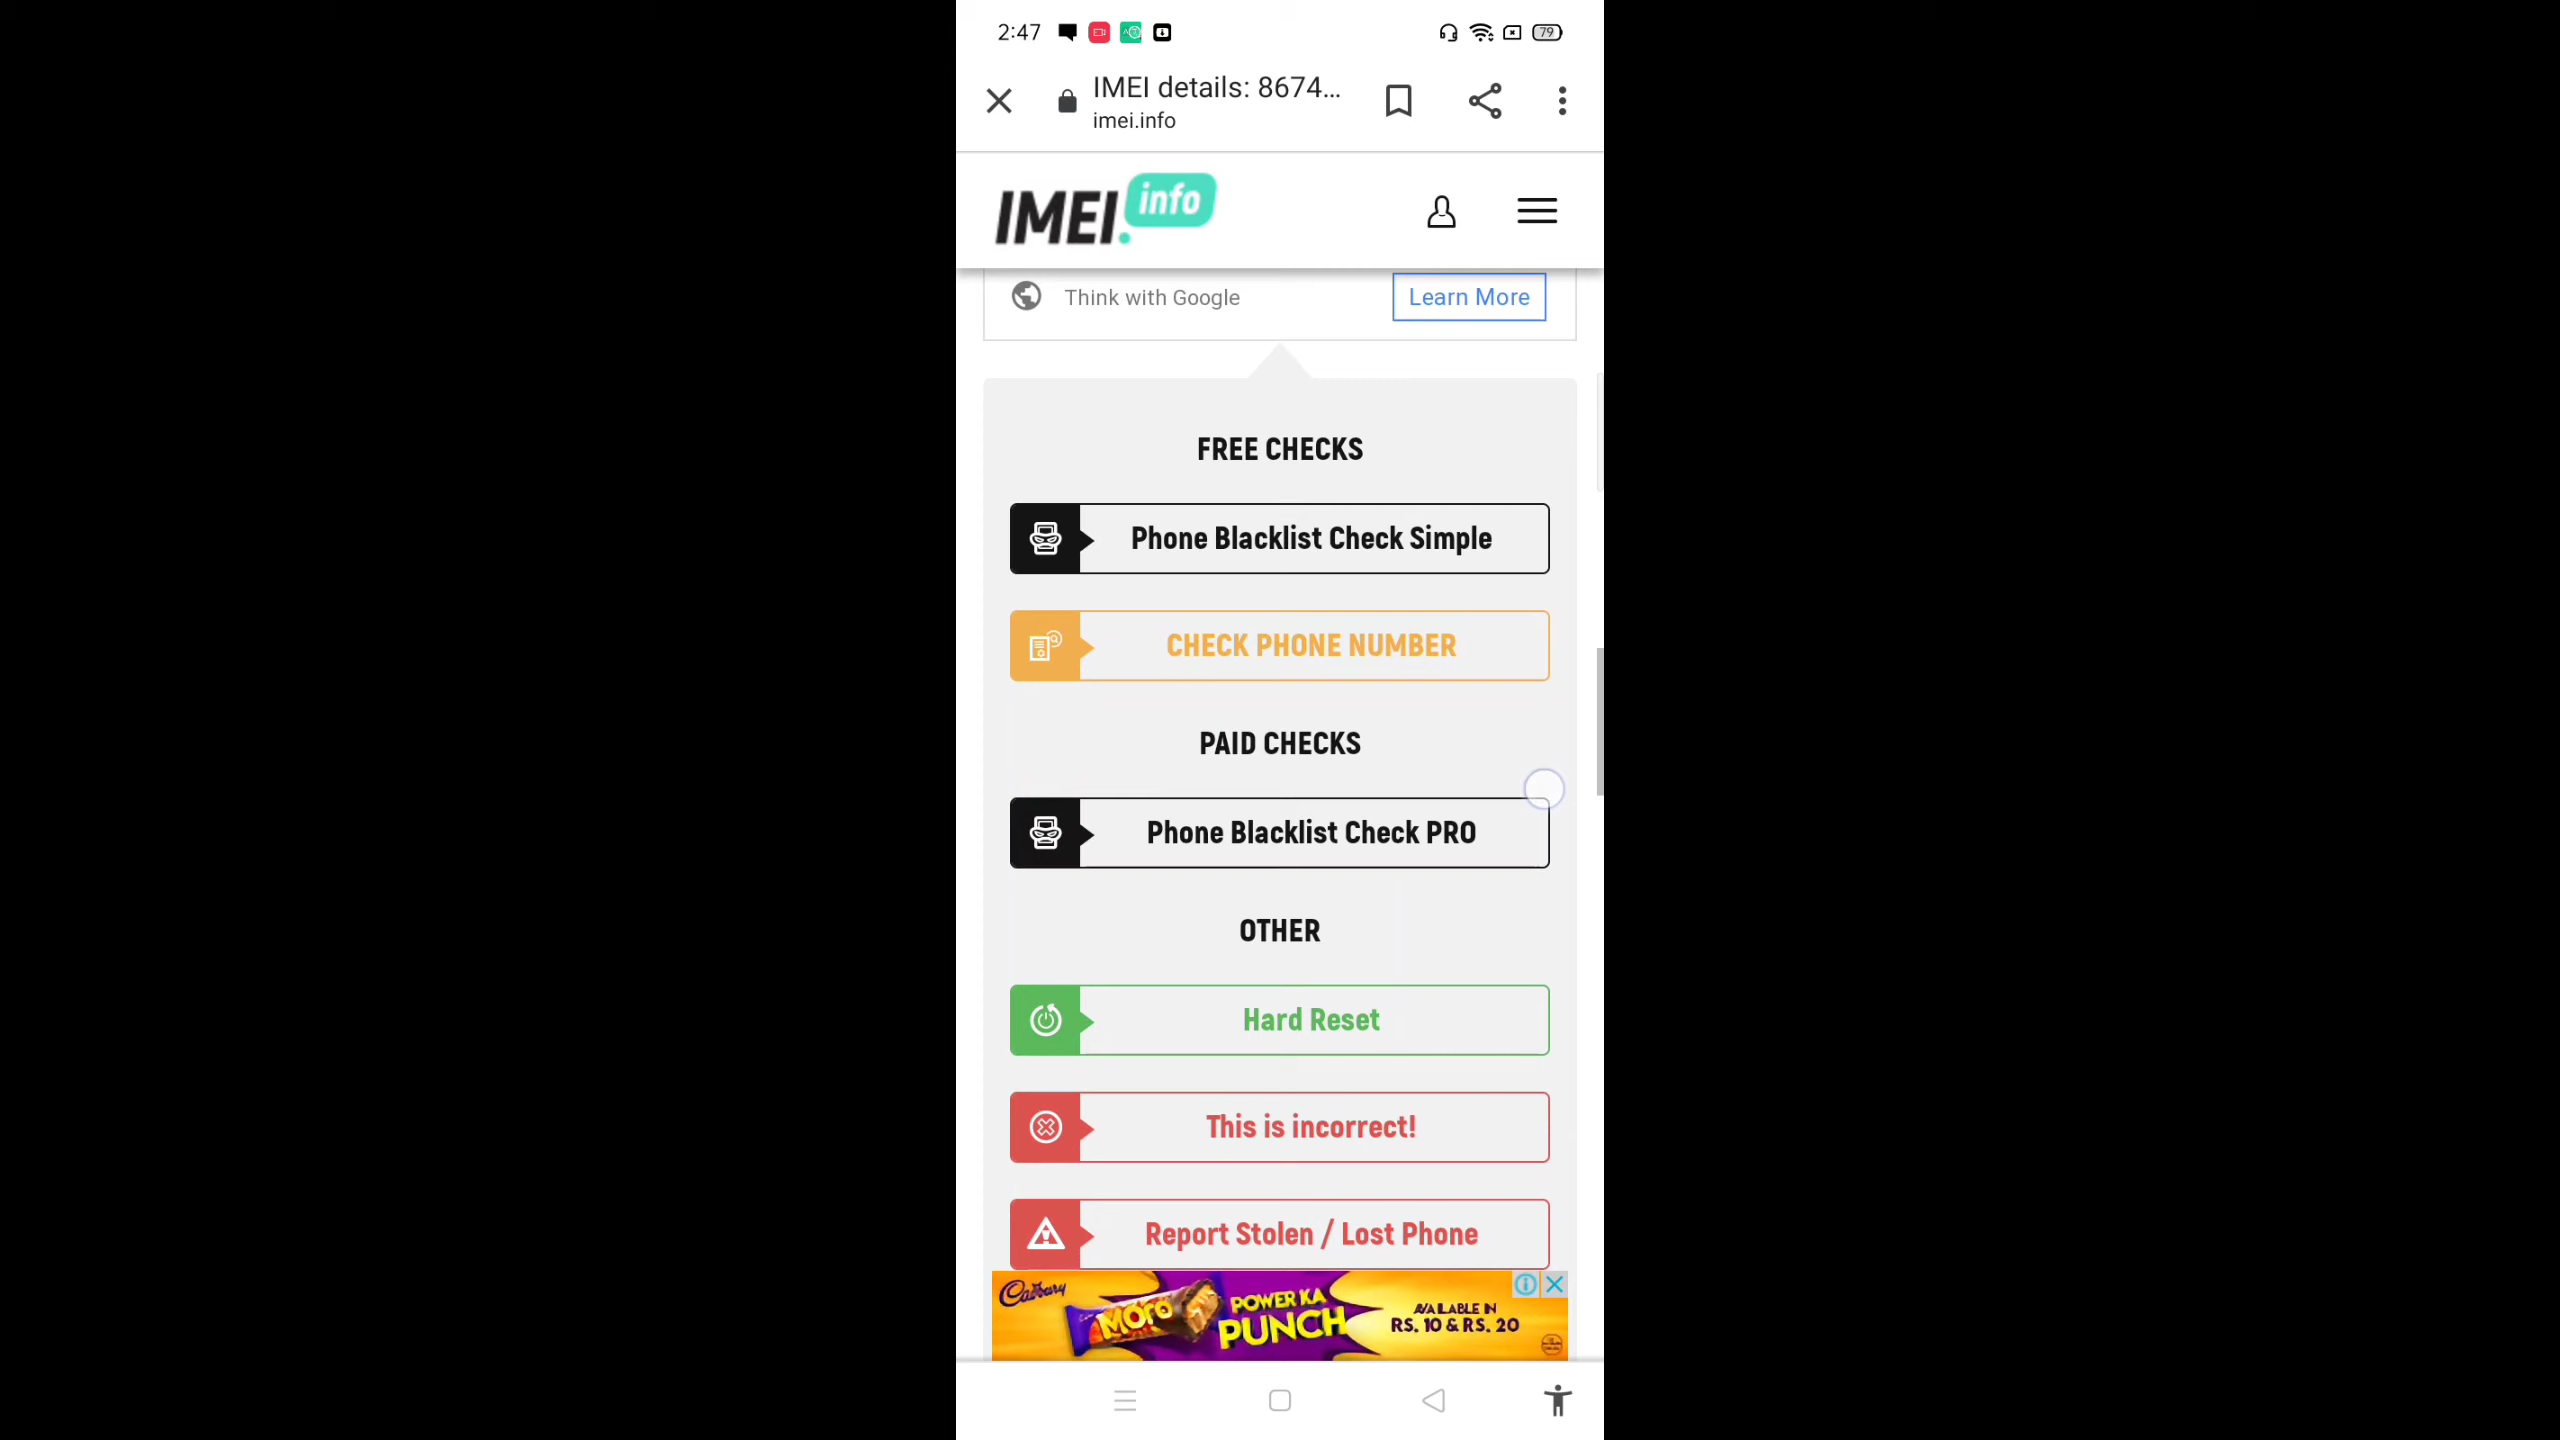 2:47
79
IMEI details: 8674...
imei.info
IMEI.info
Think with Google
Learn More
FREE CHECKS
Phone Blacklist Check Simple
CHECK PHONE NUMBER
PAID CHECKS
Phone Blacklist Check PRO
OTHER
Hard Reset
This is incorrect!
Report Stolen / Lost Phone
Cadbury
MORO
POWER KA
PUNCH
AVAILABLE IN
RS. 10 & RS. 20